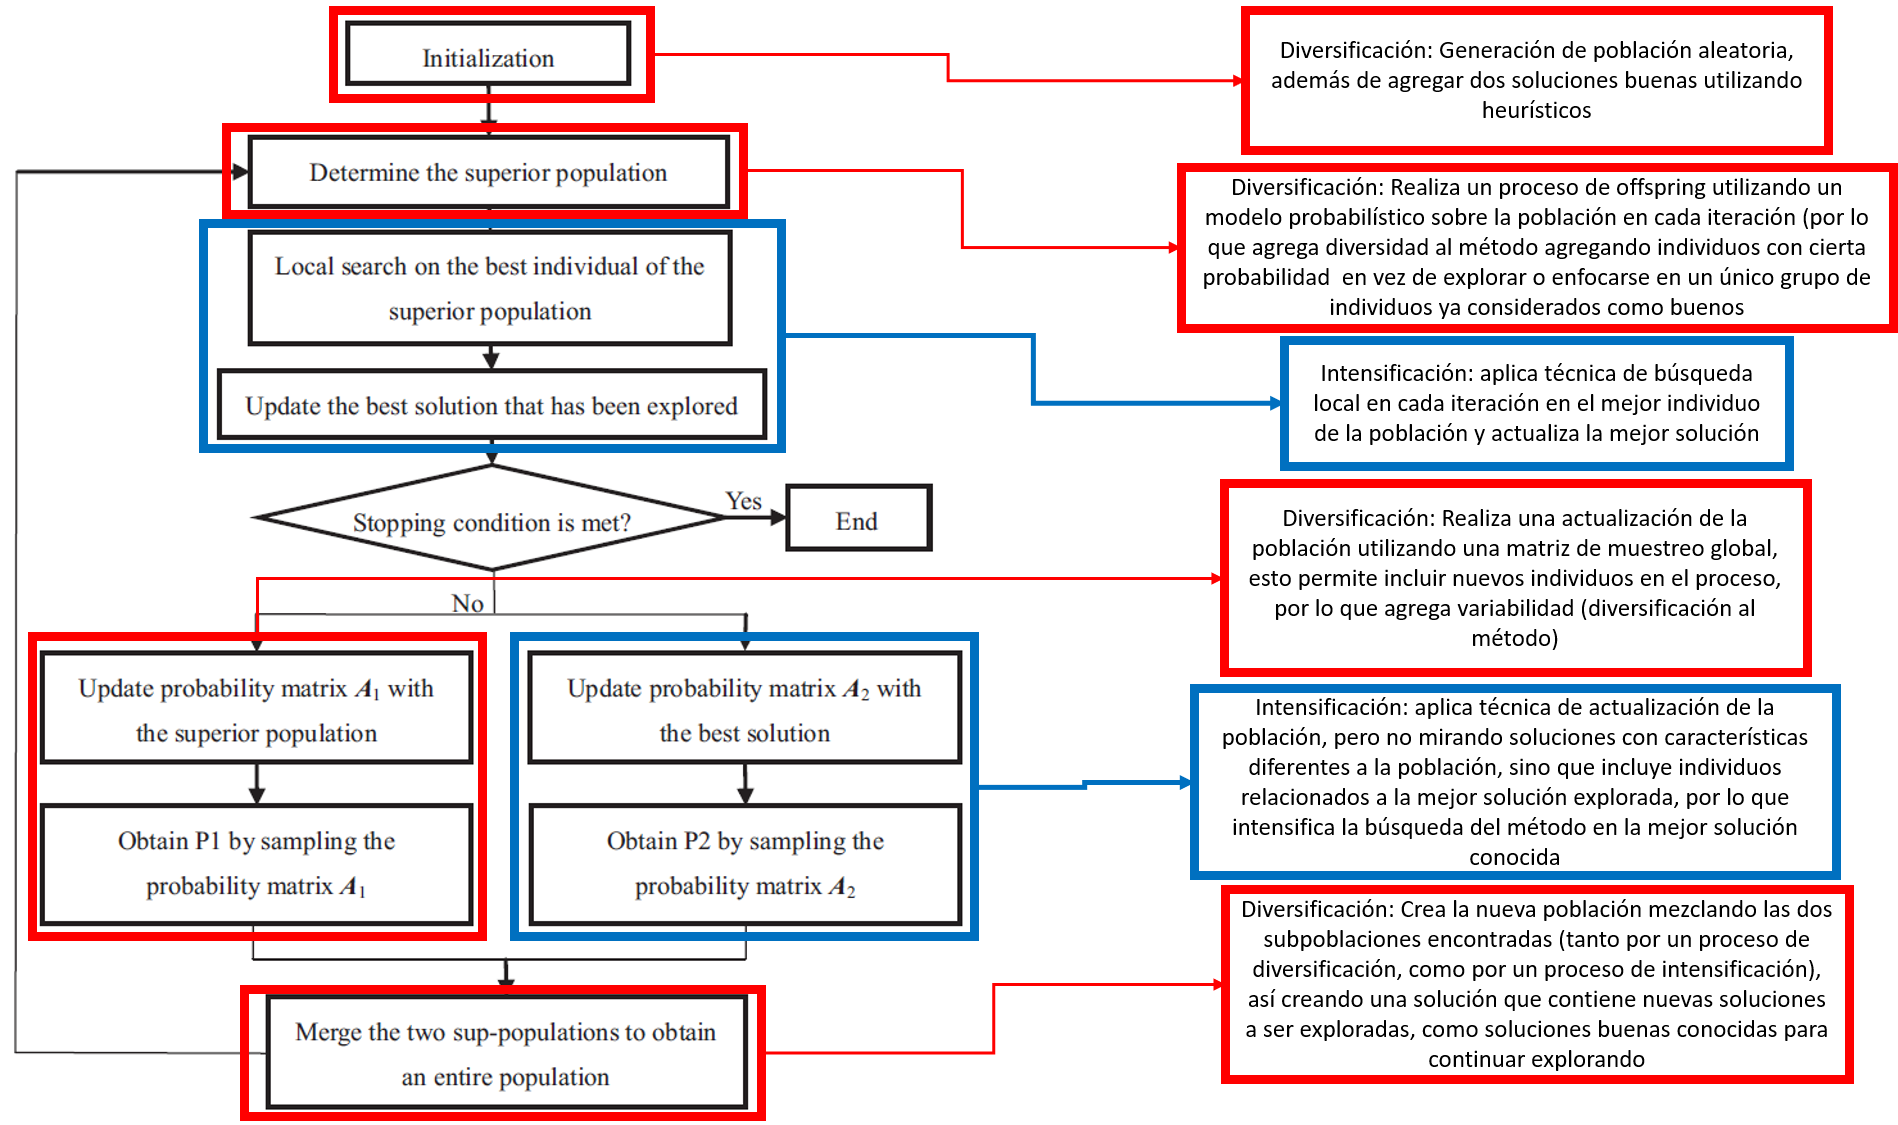 Initialization
Determine the superior population
Local search on the best individual of the
superior population
Update the best solution that has been explored
Stopping condition is met?
Yes
End
No
Update probability matrix A1 with
the superior population
Obtain P1 by sampling the
probability matrix A1
Update probability matrix A2 with
the best solution
Obtain P2 by sampling the
probability matrix A2
Merge the two sup-populations to obtain
an entire population
Diversificación: Generación de población aleatoria,
además de agregar dos soluciones buenas utilizando
heurísticos
Diversificación: Realiza un proceso de offspring utilizando un
modelo probabilístico sobre la población en cada iteración (por lo
que agrega diversidad al método agregando individuos con cierta
probabilidad en vez de explorar o enfocarse en un único grupo de
individuos ya considerados como buenos
Intensificación: aplica técnica de búsqueda
local en cada iteración en el mejor individuo
de la población y actualiza la mejor solución
Diversificación: Realiza una actualización de la
población utilizando una matriz de muestreo global,
esto permite incluir nuevos individuos en el proceso,
por lo que agrega variabilidad (diversificación al
método)
Intensificación: aplica técnica de actualización de la
población, pero no mirando soluciones con características
diferentes a la población, sino que incluye individuos
relacionados a la mejor solución explorada, por lo que
intensifica la búsqueda del método en la mejor solución
conocida
Diversificación: Crea la nueva población mezclando las dos
subpoblaciones encontradas (tanto por un proceso de
diversificación, como por un proceso de intensificación),
así creando una solución que contiene nuevas soluciones
a ser exploradas, como soluciones buenas conocidas para
continuar explorando